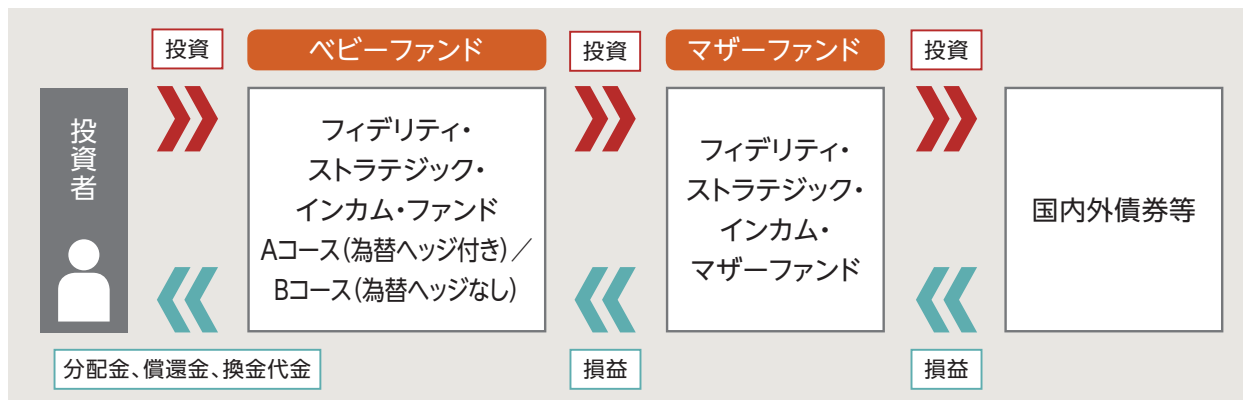 投資
ベビーファンド
投資
マザーファンド
投資
投資者
フィデリティ・
ストラテジック・
インカム・ファンド
Aコース(為替ヘッジ付き)／
Bコース(為替ヘッジなし)
フィデリティ・
ストラテジック・
インカム・
マザーファンド
国内外債券等
分配金、償還金、換金代金
損益
損益